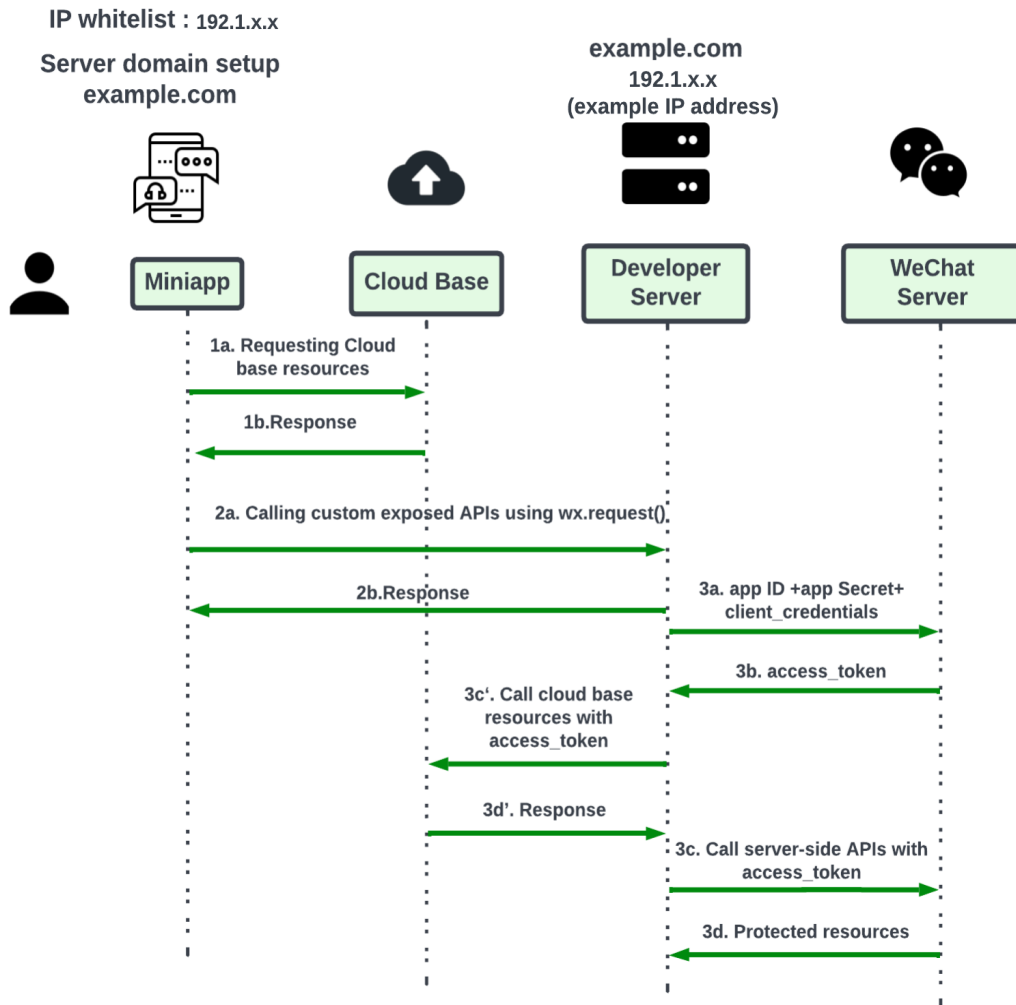 IP whitelist : 192.1.x.x
Server domain setup
example.com
example.com
192.1.x.x
(example IP address)
Miniapp
Cloud Base
Developer
Server
WeChat
Server
1a. Requesting Cloud
base resources
1b.Response
2a. Calling custom exposed APIs using wx.request()
2b.Response
3a. app ID +app Secret+
client_credentials
3b. access_token
3c‘. Call cloud base
resources with
access_token
3d’. Response
3c. Call server-side APIs with
access_token
3d. Protected resources